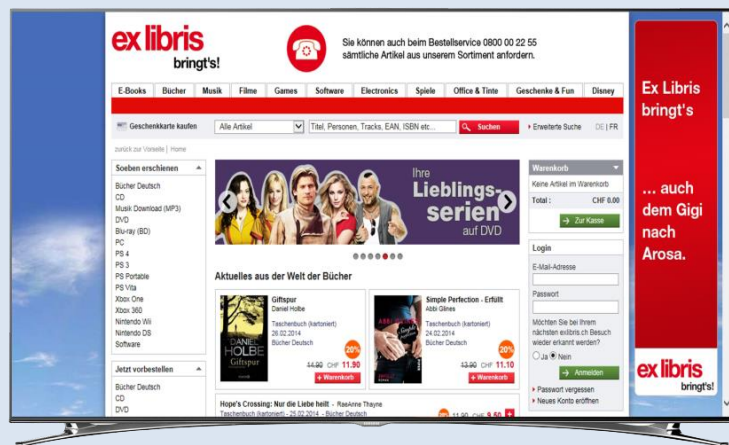 ex libris
bringt's!
Sie können auch beim Bestellservice 0800 00 22 55
sämtliche Artikel aus unserem Sortiment anfordern.
E-Books Bücher Musik Filme Games Software Electronics Spiele Office & Tinte Geschenke & Fun Disney
Geschenkkarte kaufen Alle Artikel Titel, Personen, Tracks, EAN, ISBN etc... Suchen Erweiterte Suche DE | FR
zurück zur Vorseite | Home
Soeben erschienen
Bücher Deutsch
CD
Musik Download (MP3)
DVD
Blu-ray (BD)
PC
PS 4
PS 3
PS Portable
PS Vita
Xbox One
Xbox 360
Nintendo Wii
Nintendo DS
Software
Jetzt vorbestellen
Bücher Deutsch
CD
DVD
Ihre
Lieblings-
serien
auf DVD
Aktuelles aus der Welt der Bücher
Giftspur
Daniel Holbe
Taschenbuch (kartoniert)
26.02.2014
Bücher Deutsch
DANIEL
HOLBE
Giftspur
20%
14.90 CHF 11.90
Warenkorb
Simple Perfection - Erfüllt
Abbi Glines
Taschenbuch (kartoniert)
24.02.2014
Bücher Deutsch
20%
13.90 CHF 11.10
Warenkorb
Hope's Crossing: Nur die Liebe heilt - RaeAnne Thayne
Taschenbuch (kartoniert) - 25.02.2014 - Bücher Deutsch
11.90 CHF 9.50
Warenkorb
Keine Artikel im Warenkorb
Total : CHF 0.00
Zur Kasse
Login
E-Mail-Adresse
Passwort
Möchten Sie bei Ihrem
nächsten exlibris.ch Besuch
wieder erkannt werden?
Ja Nein
Anmelden
Passwort vergessen
Neues Konto eröffnen
Ex Libris
bringt's
... auch
dem Gigi
nach
Arosa.
ex libris
bringt's!